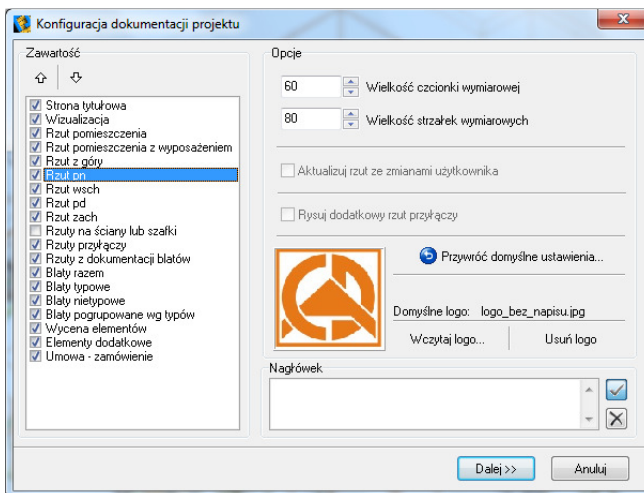 Konfiguracja dokumentacji projektu
Zawartość
Strona tytułowa
Wizualizacja
Rzut pomieszczenia
Rzut pomieszczenia z wyposażeniem
Rzut z góry
Rzut pn
Rzut wsch
Rzut pd
Rzut zach
Rzuty na ściany lub szafki
Rzuty przyłączy
Rzuty z dokumentacji blatów
Blaty razem
Blaty typowe
Blaty nietypowe
Blaty pogrupowane wg typów
Wycena elementów
Elementy dodatkowe
Umowa - zamówienie
Opcje
60 Wielkość czcionki wymiarowej
80 Wielkość strzałek wymiarowych
Aktualizuj rzut ze zmianami użytkownika
Rysuj dodatkowy rzut przyłączy
Przywróć domyślne ustawienia...
Domyślne logo: logo_bez_napisu.jpg
Wczytaj logo... Usuń logo
Nagłówek
Dalej >> Anuluj